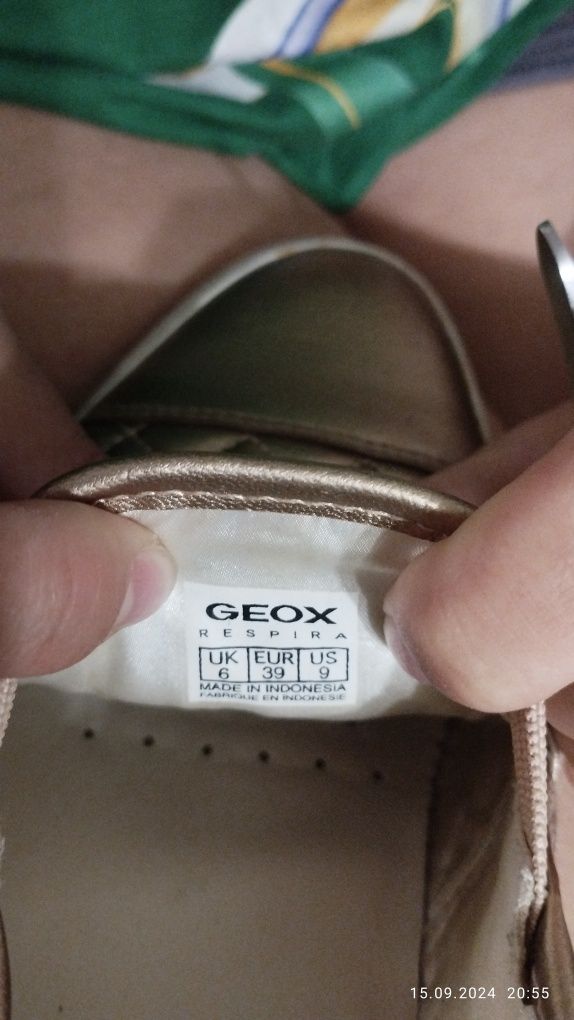 GEOX
RESPIRA
UK EUR US
6 39 9
MADE IN INDONESIA
FABRIQUE EN INDONESIE
15.09.2024 20:55